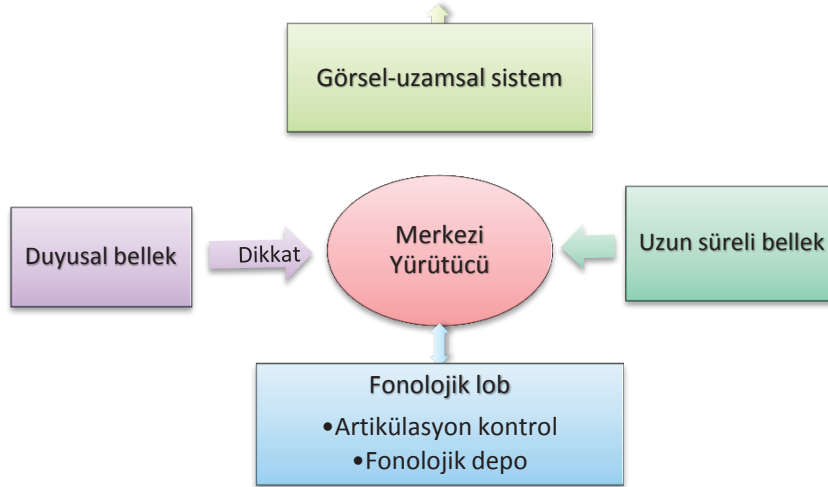 Görsel-uzamsal sistem
Duyusal bellek
Dikkat
Merkezi
Yürütücü
Uzun süreli bellek
Fonolojik lob
•Artikülasyon kontrol
•Fonolojik depo